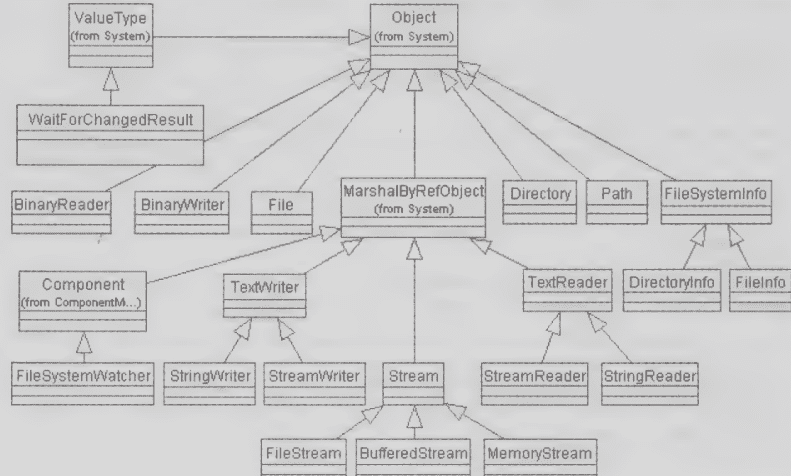 ValueType
(from System)
Object
(from System)
WaitForChangedResult
BinaryReader
BinaryWriter
File
MarshalByRefObject
(from System)
Directory
Path
FileSystemInfo
Component
(from ComponentM...)
TextWriter
TextReader
DirectoryInfo
FileInfo
FileSystemWatcher
StringWriter
StreamWriter
Stream
StreamReader
StringReader
FileStream
BufferedStream
MemoryStream